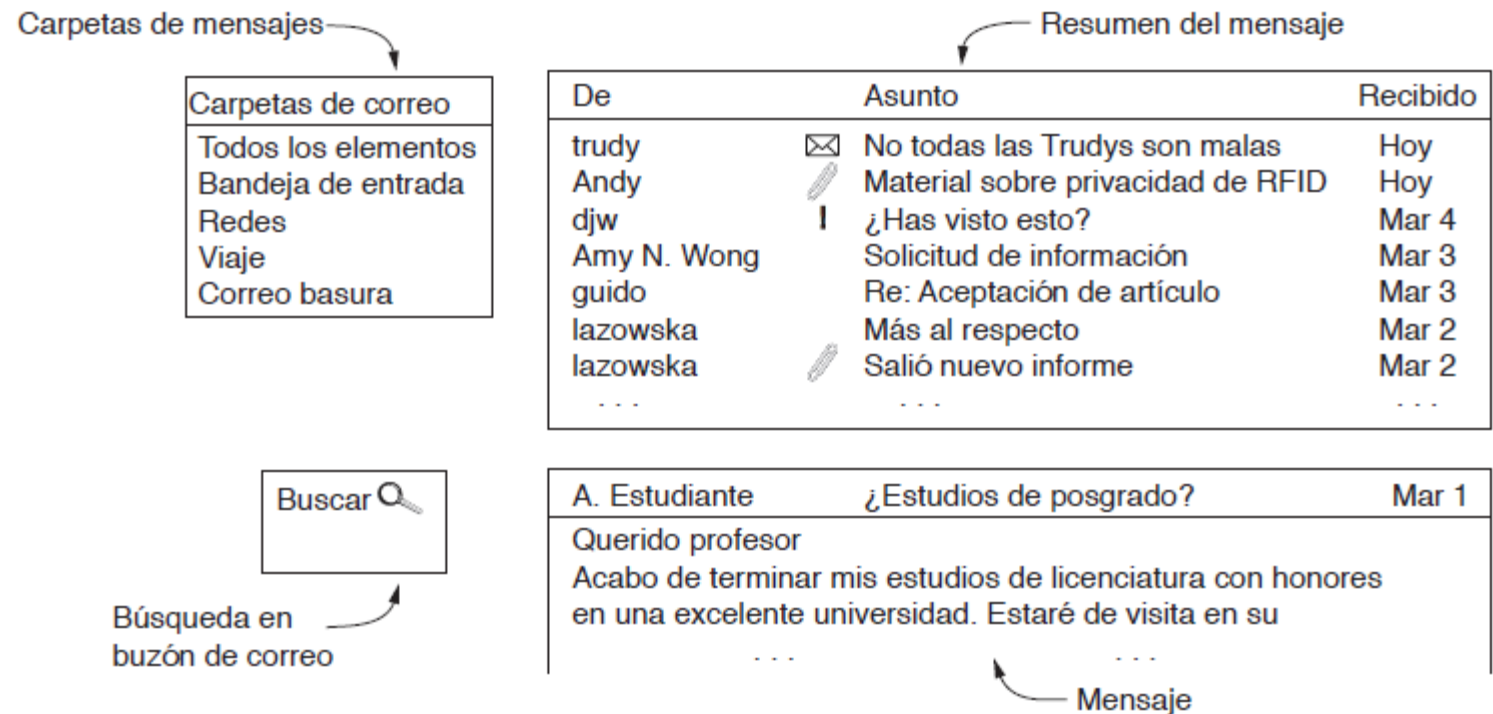 Carpetas de mensajes
Resumen del mensaje
Carpetas de correo
Todos los elementos
Bandeja de entrada
Redes
Viaje
Correo basura
De Asunto Recibido
trudy No todas las Trudys son malas Hoy
Andy Material sobre privacidad de RFID Hoy
djw ! ¿Has visto esto? Mar 4
Amy N. Wong Solicitud de información Mar 3
guido Re: Aceptación de artículo Mar 3
lazowska Más al respecto Mar 2
lazowska Salió nuevo informe Mar 2
. . . . . . . . .
Buscar
Búsqueda en
buzón de correo
A. Estudiante ¿Estudios de posgrado? Mar 1
Querido profesor
Acabo de terminar mis estudios de licenciatura con honores
en una excelente universidad. Estaré de visita en su
. . . . . .
Mensaje